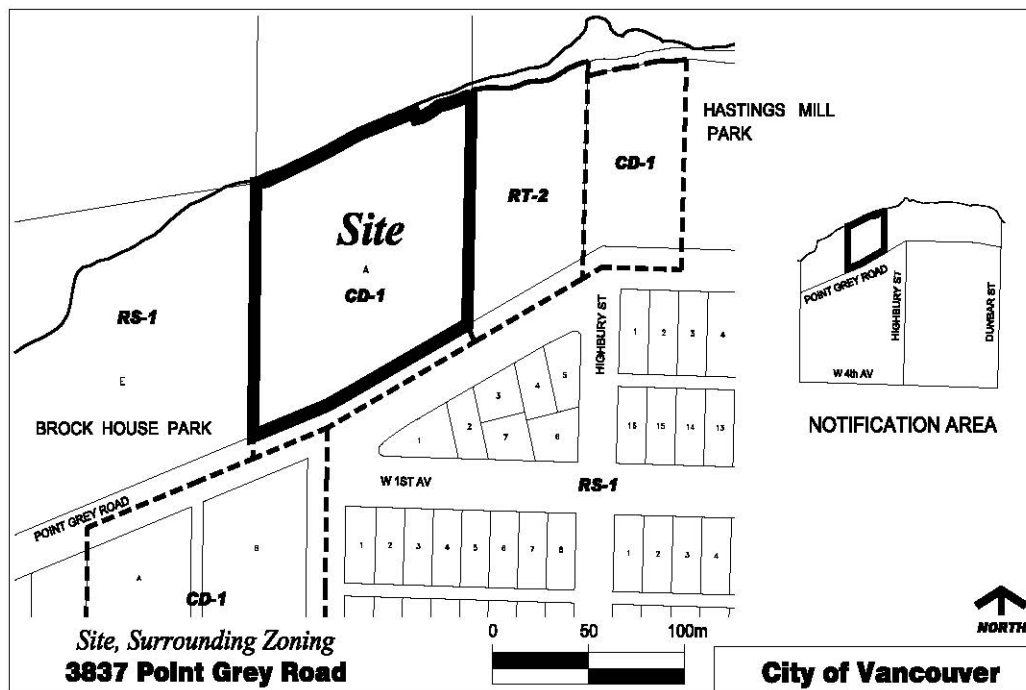 HASTINGS MILL
PARK
CD-1
RT-2
Site
A
CD-1
RS-1
E
BROCK HOUSE PARK
POINT GREY ROAD
HIGHBURY ST
1 2 3 4
5
4
3
2
1
7
6
16 15 14 13
W 1ST AV
RS-1
1 2 3 4 5 6 7 8
1 2 3 4
B
A
CD-1
POINT GREY ROAD
HIGHBURY ST
DUNBAR ST
W 4th AV
NOTIFICATION AREA
NORTH
Site, Surrounding Zoning
3837 Point Grey Road
0 50 100m
City of Vancouver